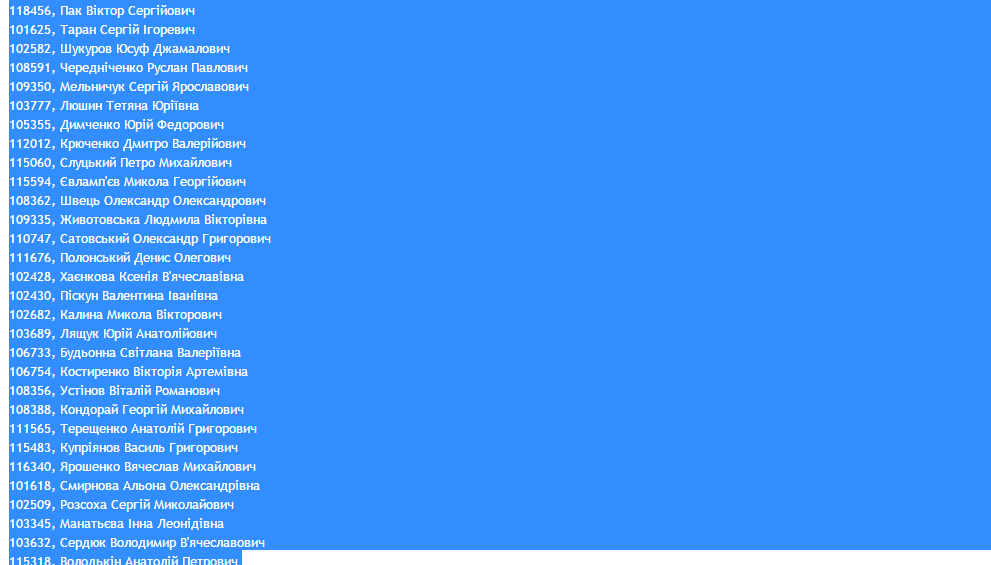 118456, Пак Віктор Сергійович
101625, Таран Сергій Ігоревич
102582, Шукуров Юсуф Джамалович
108591, Чередніченко Руслан Павлович
109350, Мельничук Сергій Ярославович
103777, Люшин Тетяна Юріївна
105355, Димченко Юрій Федорович
112012, Крюченко Дмитро Валерійович
115060, Слуцький Петро Михайлович
115594, Євламп'єв Микола Георгійович
108362, Швець Олександр Олександрович
109335, Животовська Людмила Вікторівна
110747, Сатовський Олександр Григорович
111676, Полонський Денис Олегович
102428, Хаєнкова Ксенія В'ячеславівна
102430, Піскун Валентина Іванівна
102682, Калина Микола Вікторович
103689, Лящук Юрій Анатолійович
106733, Будьонна Світлана Валеріївна
106754, Костиренко Вікторія Артемівна
108356, Устінов Віталій Романович
108388, Кондорай Георгій Михайлович
111565, Терещенко Анатолій Григорович
115483, Купріянов Василь Григорович
116340, Ярошенко Вячеслав Михайлович
101618, Смирнова Альона Олександрівна
102509, Розсоха Сергій Миколайович
103345, Манатьєва Інна Леонідівна
103632, Сердюк Володимир В'ячеславович
115318, Володькін Анатолій Петрович